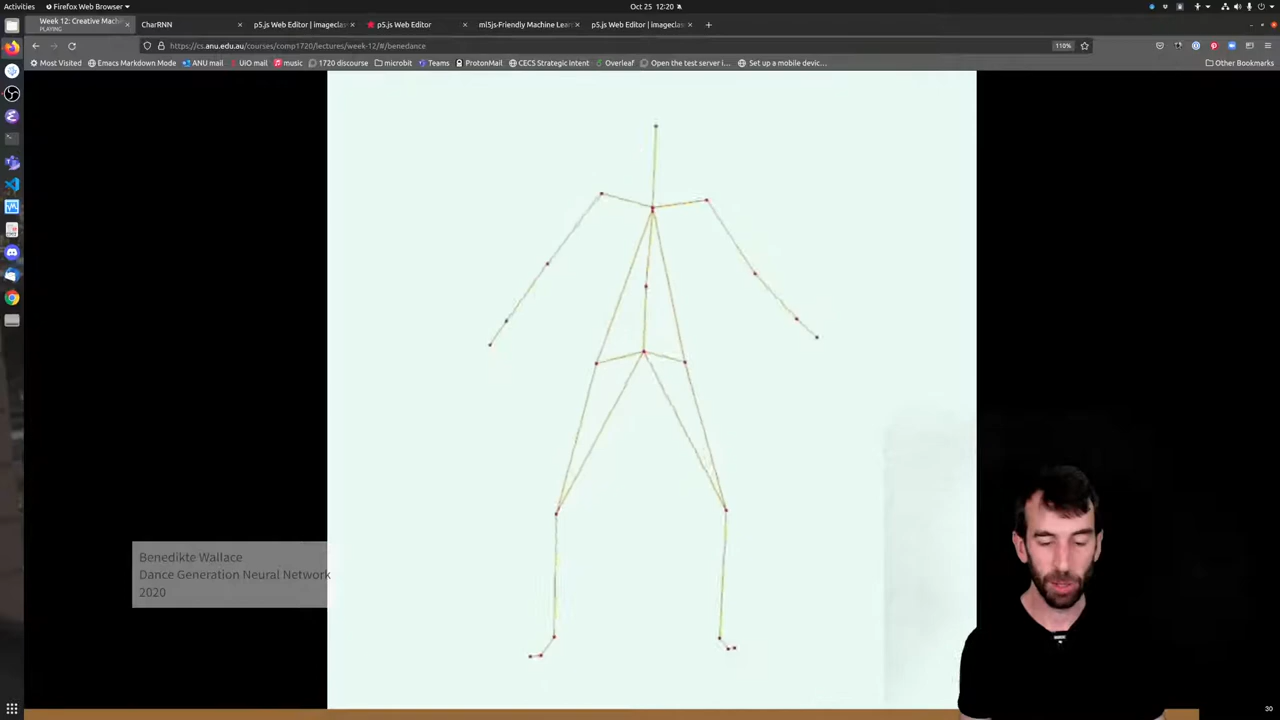 Activities
Firefox Web Browser
Oct 25 12:20
Week 12: Creative Machi
PLAYING
CharRNN
p5.js Web Editor | imagecla
p5.js Web Editor
ml5js-Friendly Machine Lear
p5.js Web Editor | imagecla
https://cs.anu.edu.au/courses/comp1720/lectures/week-12/#/benedance
110%
Most Visited
Emacs Markdown Mode
ANU mail
UiO mail
music
1720 discourse
microbit
Teams
ProtonMail
CECS Strategic Intent
Overleaf
Open the test server i...
Set up a mobile devic...
Other Bookmarks
Benedikte Wallace
Dance Generation Neural Network
2020
30